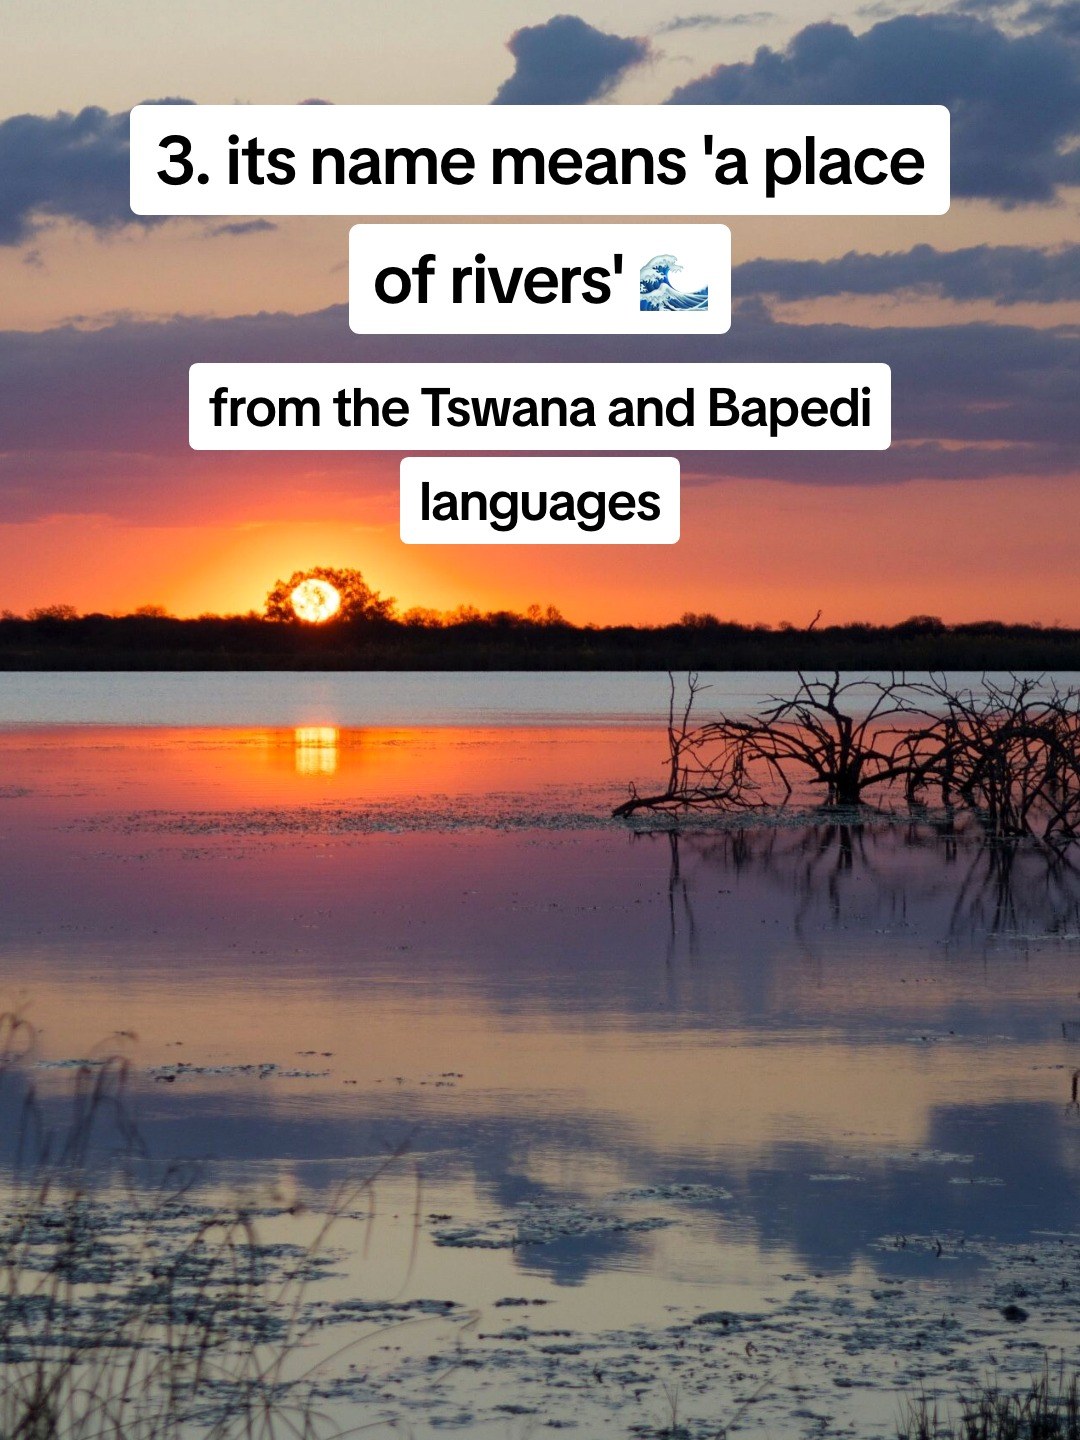 3. its name means 'a place
of rivers' 🌊
from the Tswana and Bapedi
languages